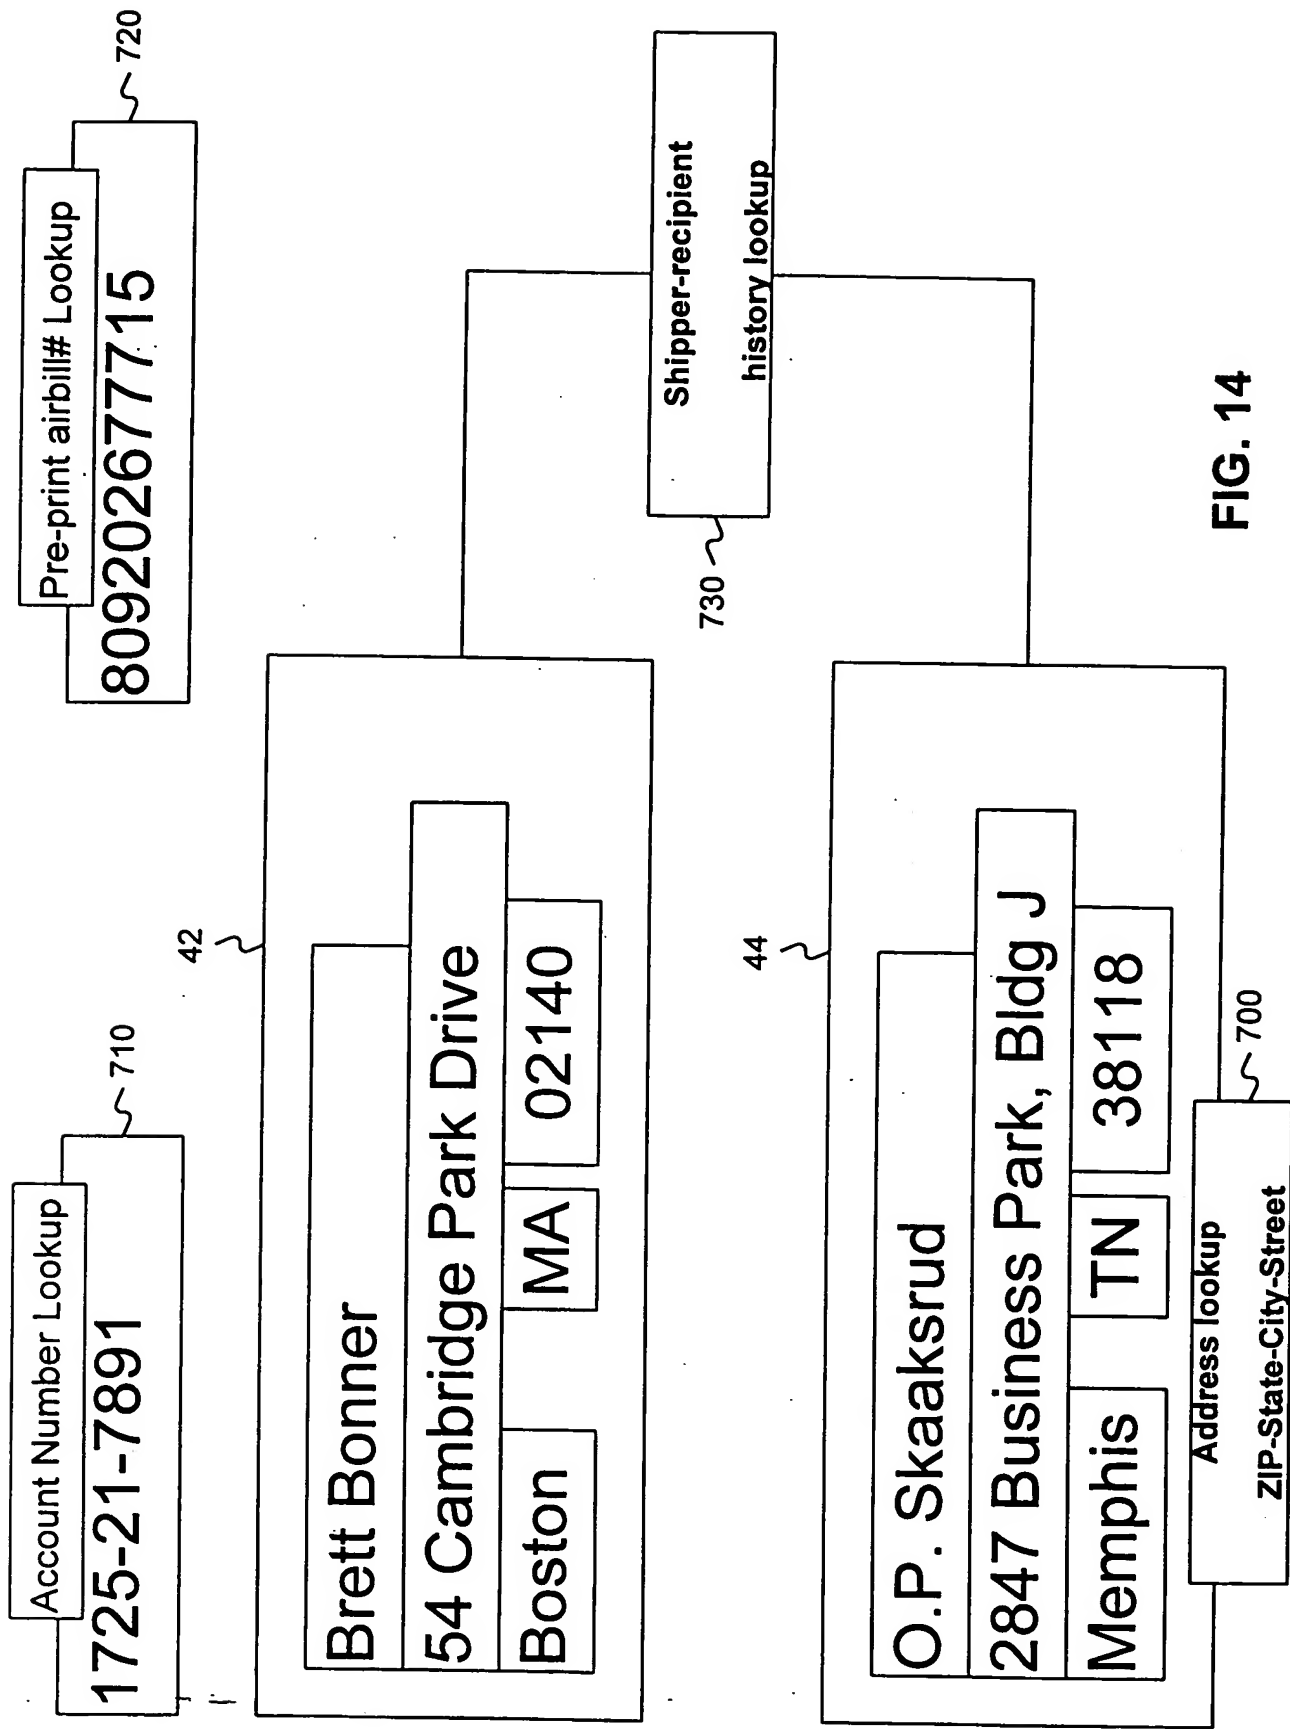 Account Number Lookup
1725-21-7891
710
Pre-print airbill# Lookup
809202677715
720
42
Brett Bonner
54 Cambridge Park Drive
Boston
MA
02140
Shipper-recipient
history lookup
730
44
O.P. Skaaksrud
2847 Business Park, Bldg J
Memphis
TN
38118
Address lookup
ZIP-State-City-Street
700
FIG. 14